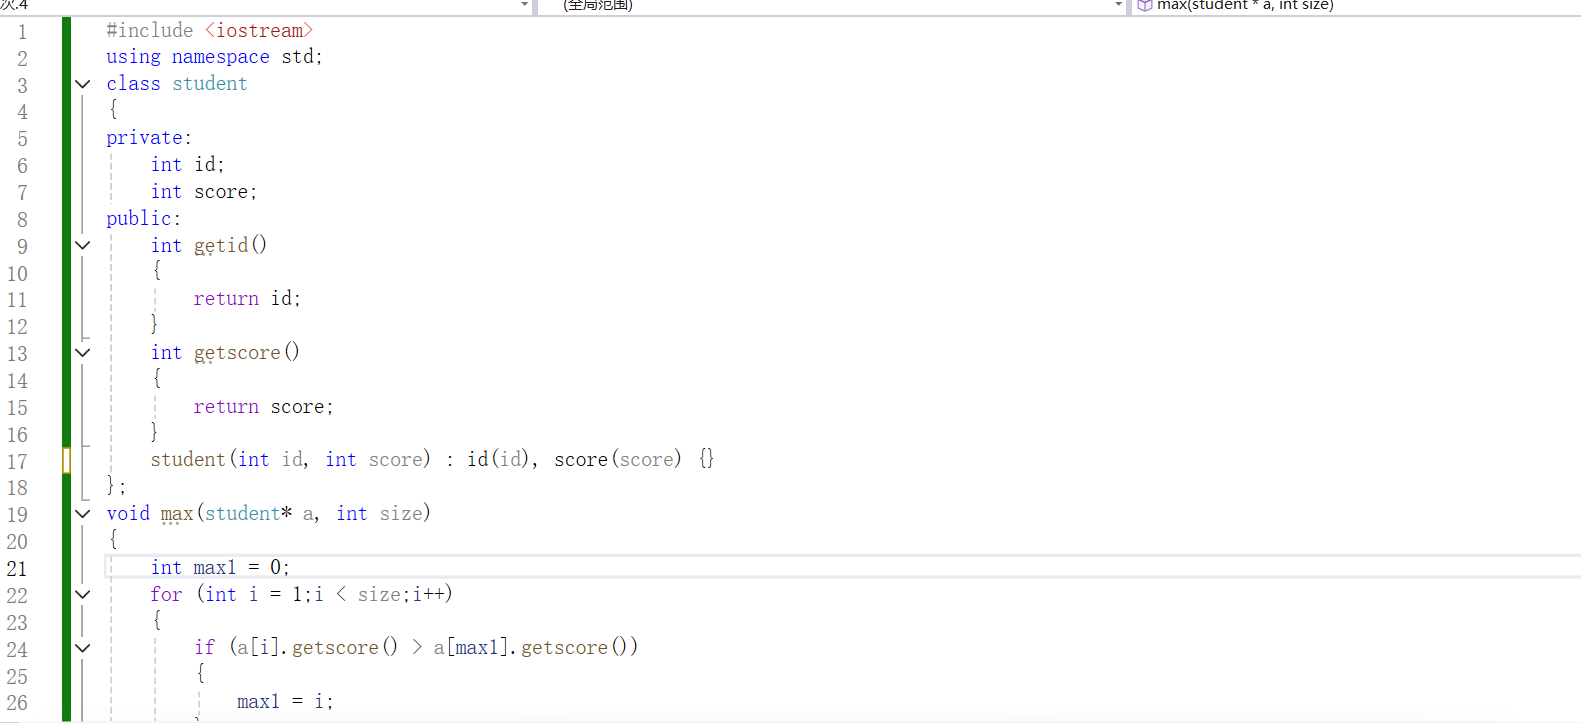 次.4 (全局范围) max(student * a, int size)
1 #include <iostream>
2 using namespace std;
3 class student
4 {
5 private:
6 int id;
7 int score;
8 public:
9 int getid()
10 {
11 return id;
12 }
13 int getscore()
14 {
15 return score;
16 }
17 student(int id, int score) : id(id), score(score) {}
18 };
19 void max(student* a, int size)
20 {
21 int max1 = 0;
22 for (int i = 1;i < size;i++)
23 {
24 if (a[i].getscore() > a[max1].getscore())
25 {
26 max1 = i;